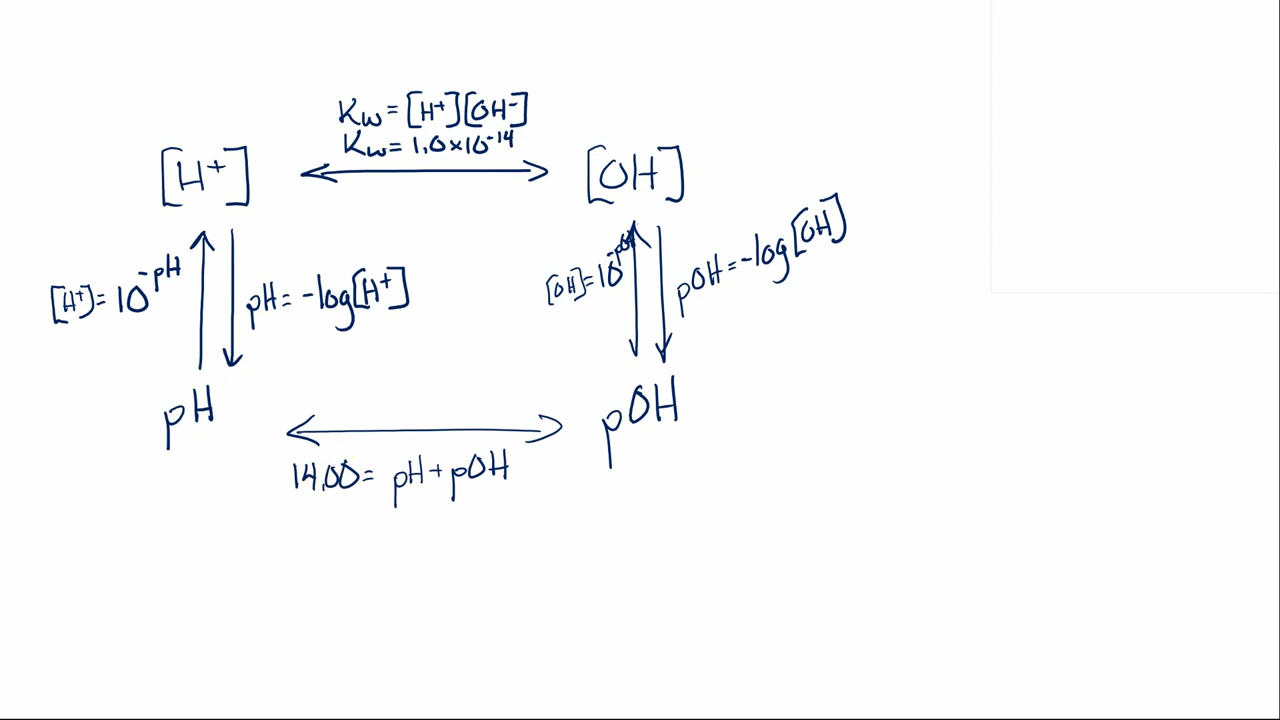 Kw = [H⁺][OH⁻]
Kw = 1.0×10⁻¹⁴
[H⁺]
[OH]
[H⁺] = 10^-pH
pH = -log[H⁺]
[OH] = 10^-pOH
pOH = -log[OH]
pH
pOH
14.00 = pH + pOH